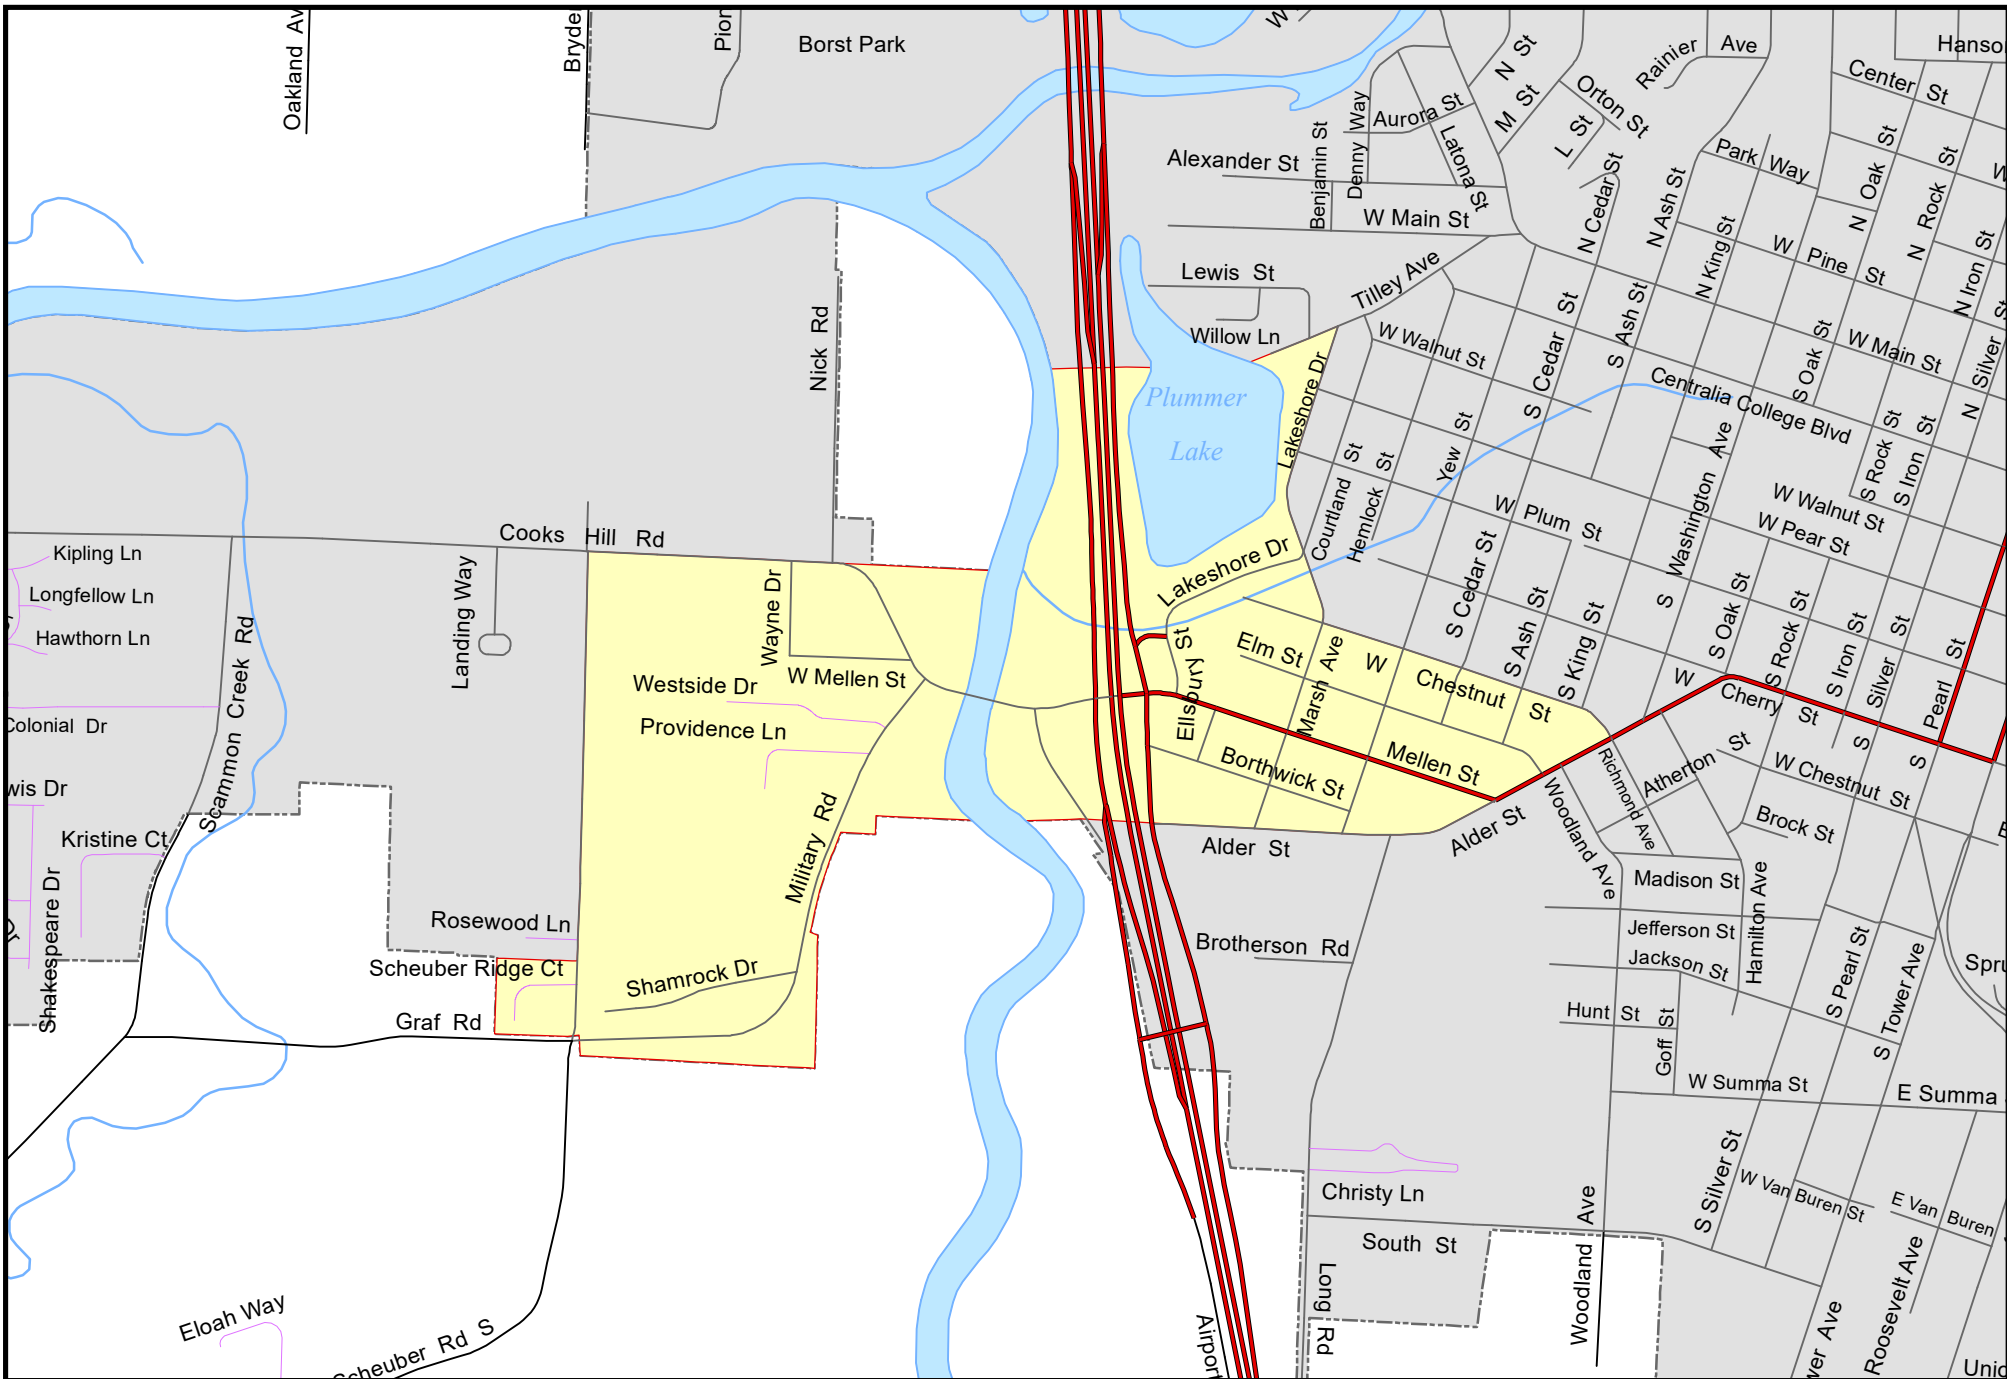 Oakland Av
Bryde
Pion
Borst Park
W
N St
M St
Rainier Ave
Hanso
Center St
Orton St
L St
Aurora St
Denny Way
Benjamin St
Latona St
Alexander St
W Main St
N Cedar St
N Ash St
Park Way
N Oak St
N Rock St
W
N King St
W Pine St
N Iron St
Lewis St
Tilley Ave
Willow Ln
Nick Rd
W Walnut St
S Cedar St
S Ash St
S Oak St
W Main St
N Silver S
Plummer
Lake
Lakeshore Dr
Centralia College Blvd
Courtland St
Hemlock St
Yew St
Washington Ave
S
S Rock St
S Iron St
W Walnut St
W Plum St
W Pear St
Cooks Hill Rd
Kipling Ln
Longfellow Ln
Hawthorn Ln
Landing Way
Wayne Dr
Lakeshore Dr
S Cedar St
S Ash St
S King St
S Oak St
S Rock St
S Iron St
S Silver St
S Pearl St
Scammon Creek Rd
W Mellen St
Westside Dr
Providence Ln
Ellsbury St
Elm St
Marsh Ave
W Chestnut St
W Cherry St
Colonial Dr
wis Dr
Kristine Ct
Military Rd
Borthwick St
Mellen St
Richmond Ave
Atherton St
W Chestnut St
Brock St
Woodland Ave
Alder St
Alder St
Madison St
Hamilton Ave
Shakespeare Dr
Dr
Rosewood Ln
Scheuber Ridge Ct
Shamrock Dr
Graf Rd
Brotherson Rd
Jefferson St
Jackson St
S Pearl St
S Tower Ave
Spru
Hunt St
Goff St
W Summa St
E Summa
S Silver St
W Van Buren St
E Van Buren
Christy Ln
South St
Long Rd
Woodland Ave
Roosevelt Ave
wer Ave
Eloah Way
Scheuber Rd S
Airport
Unio